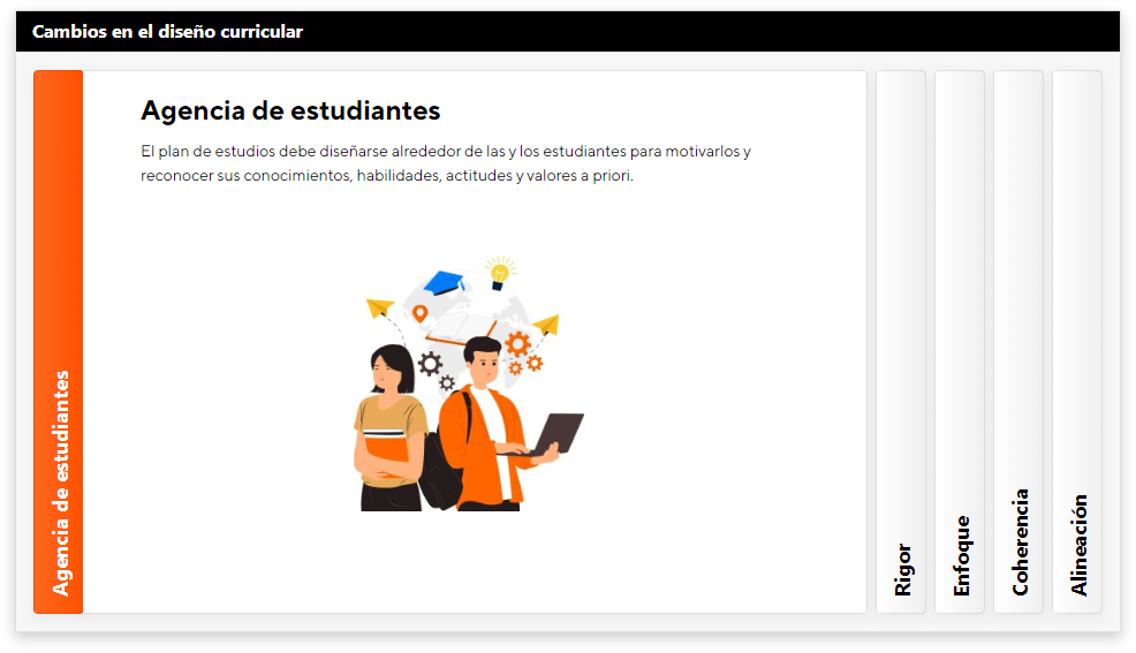 Cambios en el diseño curricular
Agencia de estudiantes
Agencia de estudiantes
El plan de estudios debe diseñarse alrededor de las y los estudiantes para motivarlos y
reconocer sus conocimientos, habilidades, actitudes y valores a priori.
Rigor
Enfoque
Coherencia
Alineación